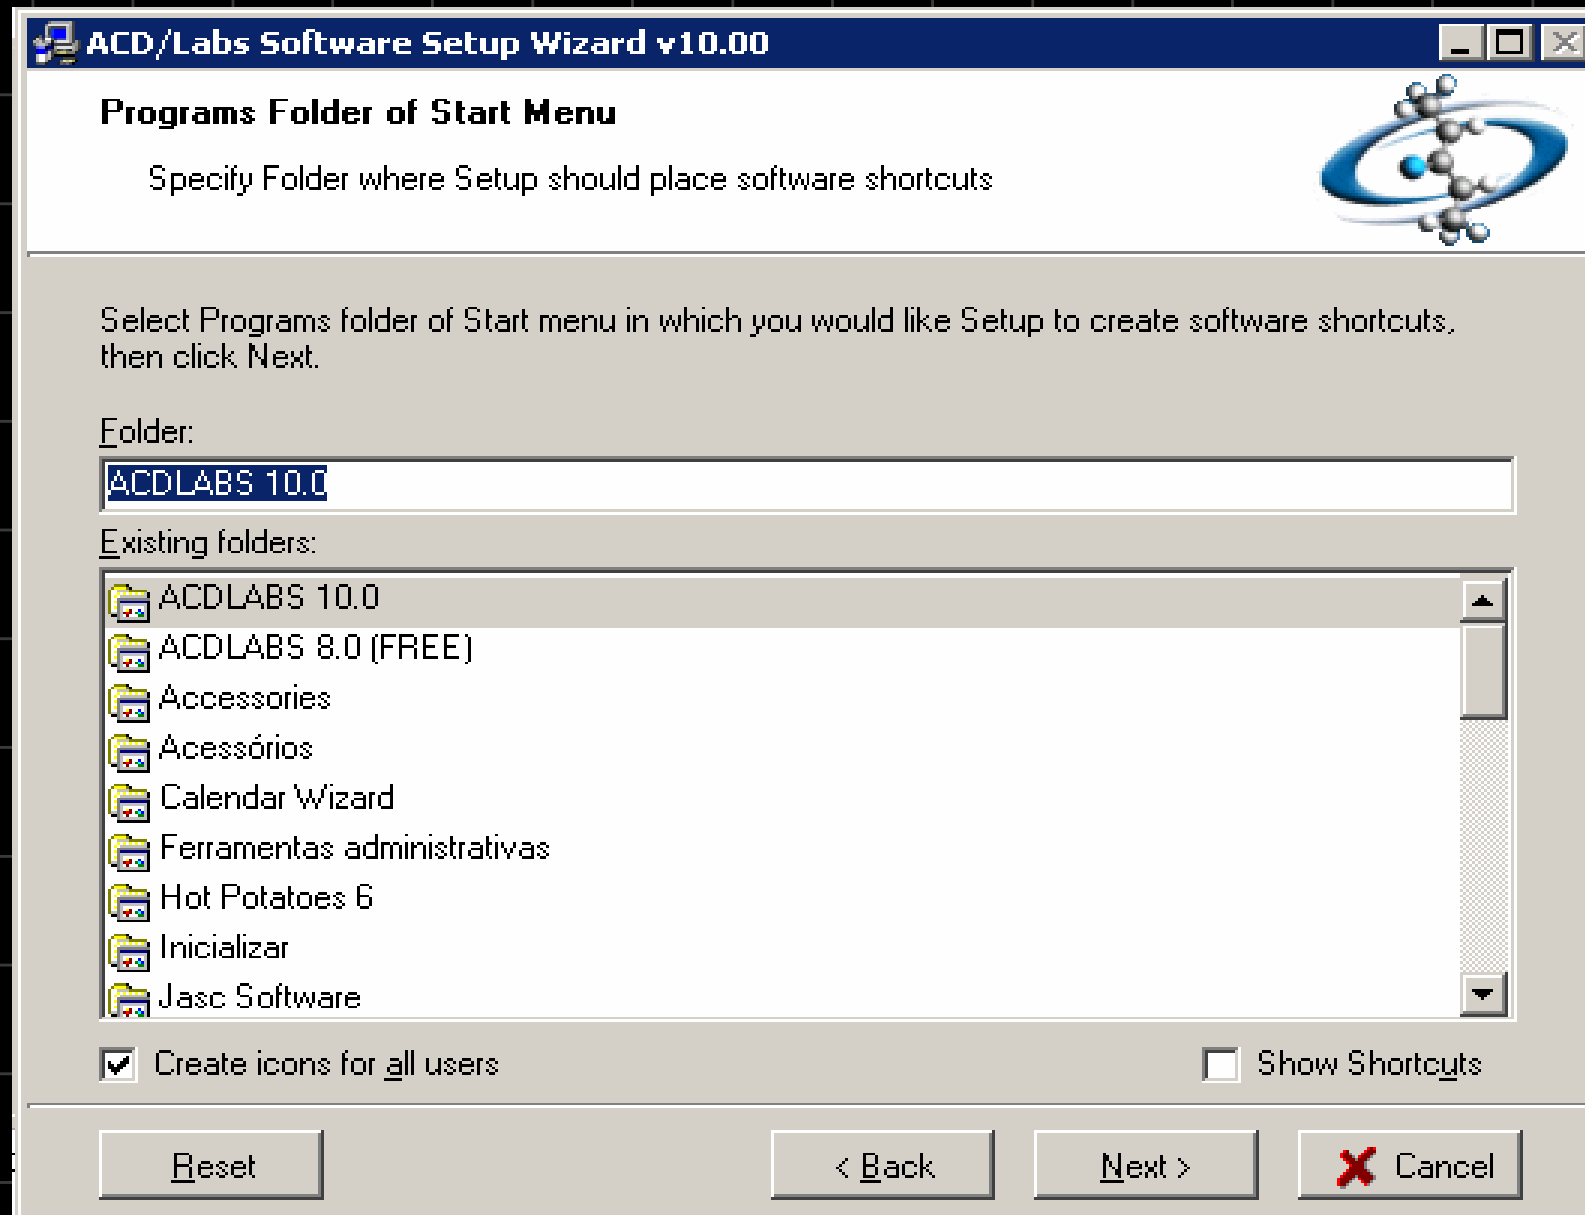 ACD/Labs Software Setup Wizard v10.00
Programs Folder of Start Menu
Specify Folder where Setup should place software shortcuts
Select Programs folder of Start menu in which you would like Setup to create software shortcuts,
then click Next.
Folder:
ACDLABS 10.0
Existing folders:
ACDLABS 10.0
ACDLABS 8.0 (FREE)
Accessories
Acessórios
Calendar Wizard
Ferramentas administrativas
Hot Potatoes 6
Inicializar
Jasc Software
Create icons for all users
Show Shortcuts
Reset
< Back
Next >
Cancel